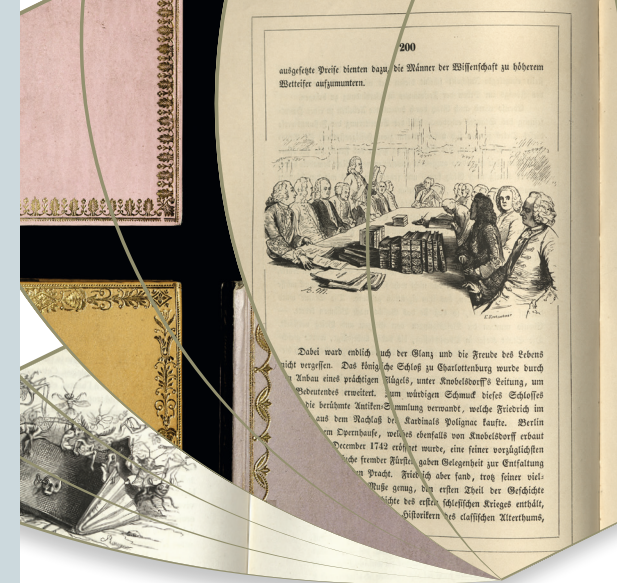 200
ausgesetzte Preise dienten dazu, die Männer der Wissenschaft zu höherem
Wetteifer aufzumuntern.
Dabei ward endlich auch der Glanz und die Freude des Lebens
nicht vergessen. Das königliche Schloß zu Charlottenburg wurde durch
Anbau eines prächtigen Flügels, unter Knobelsdorff's Leitung, um
Bedeutendes erweitert. Zum würdigen Schmuck dieses Schlosses
die berühmte Antiken-Sammlung verwandt, welche Friedrich im
aus dem Nachlaß des Kardinals Polignac kaufte. Berlin
Opernhause, welches ebenfalls von Knobelsdorff erbaut
December 1742 eröffnet wurde, eine seiner vorzüglichsten
fremder Fürsten gaben Gelegenheit zur Entfaltung
Pracht. Friedrich aber fand, trotz seiner viel-
Muße genug, den ersten Theil der Geschichte
des ersten schlesischen Krieges enthält,
Historikern des classischen Alterthums,